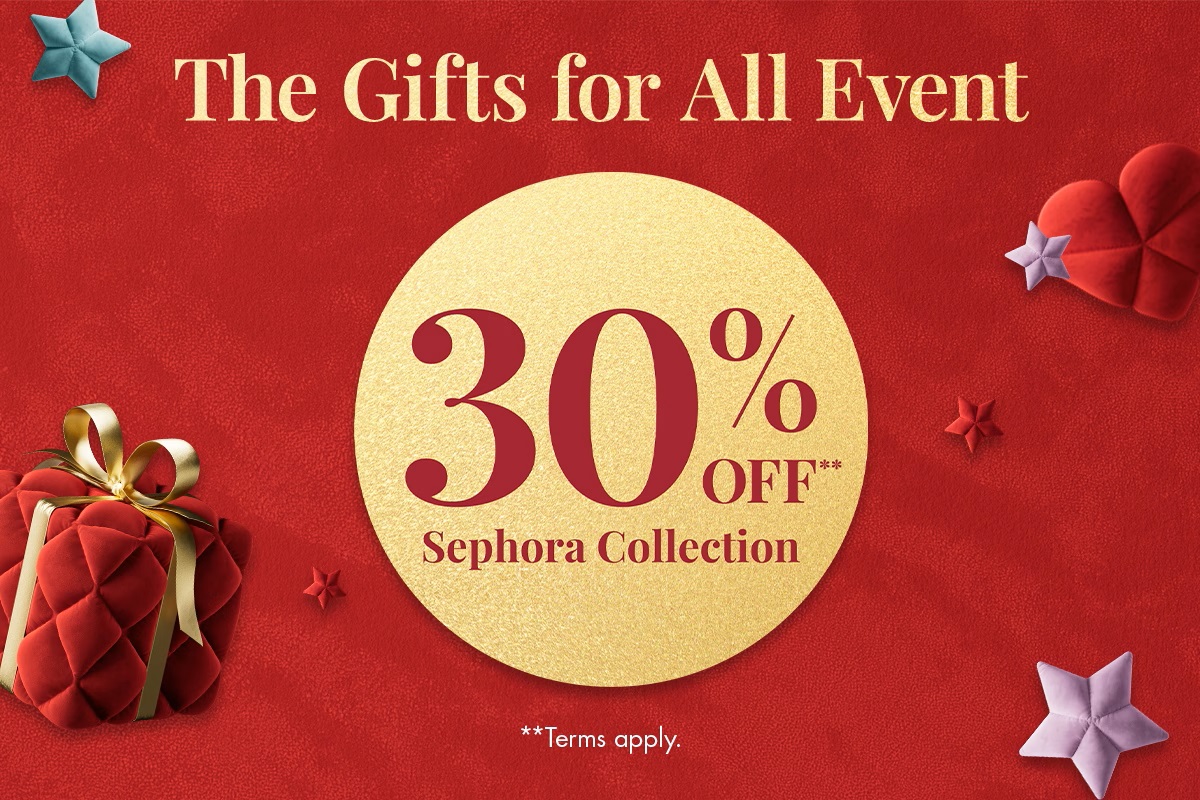 The Gifts for All Event
30%
OFF**
Sephora Collection
**Terms apply.